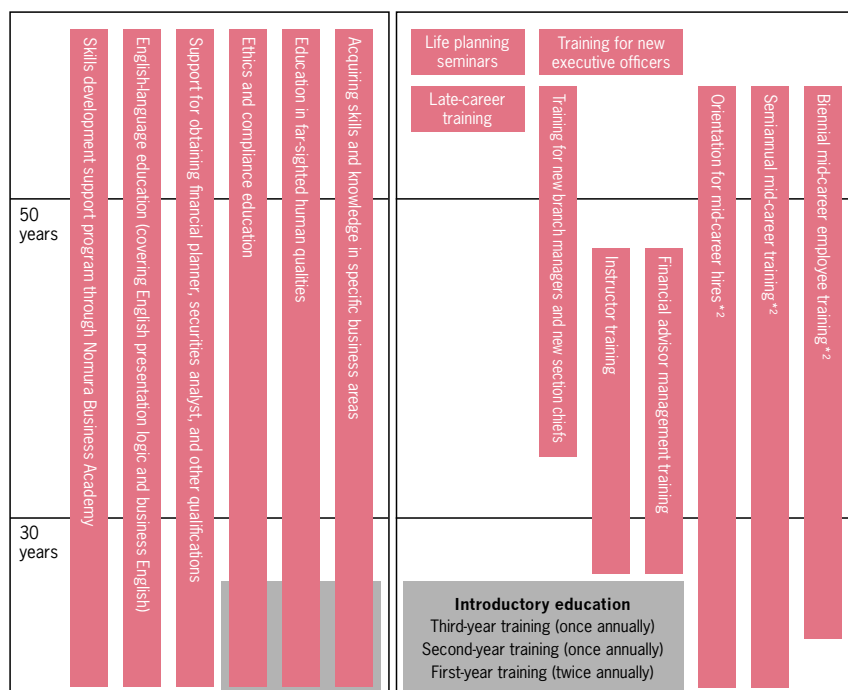 50
years
30
years
Skills development support program through Nomura Business Academy
English-language education (covering English presentation logic and business English)
Support for obtaining financial planner, securities analyst, and other qualifications
Ethics and compliance education
Education in far-sighted human qualities
Acquiring skills and knowledge in specific business areas
Life planning
seminars
Training for new
executive officers
Late-career
training
Training for new branch managers and new section chiefs
Instructor training
Financial advisor management training
Orientation for mid-career hires*2
Semiannual mid-career training*2
Biennial mid-career employee training*2
Introductory education
Third-year training (once annually)
Second-year training (once annually)
First-year training (twice annually)